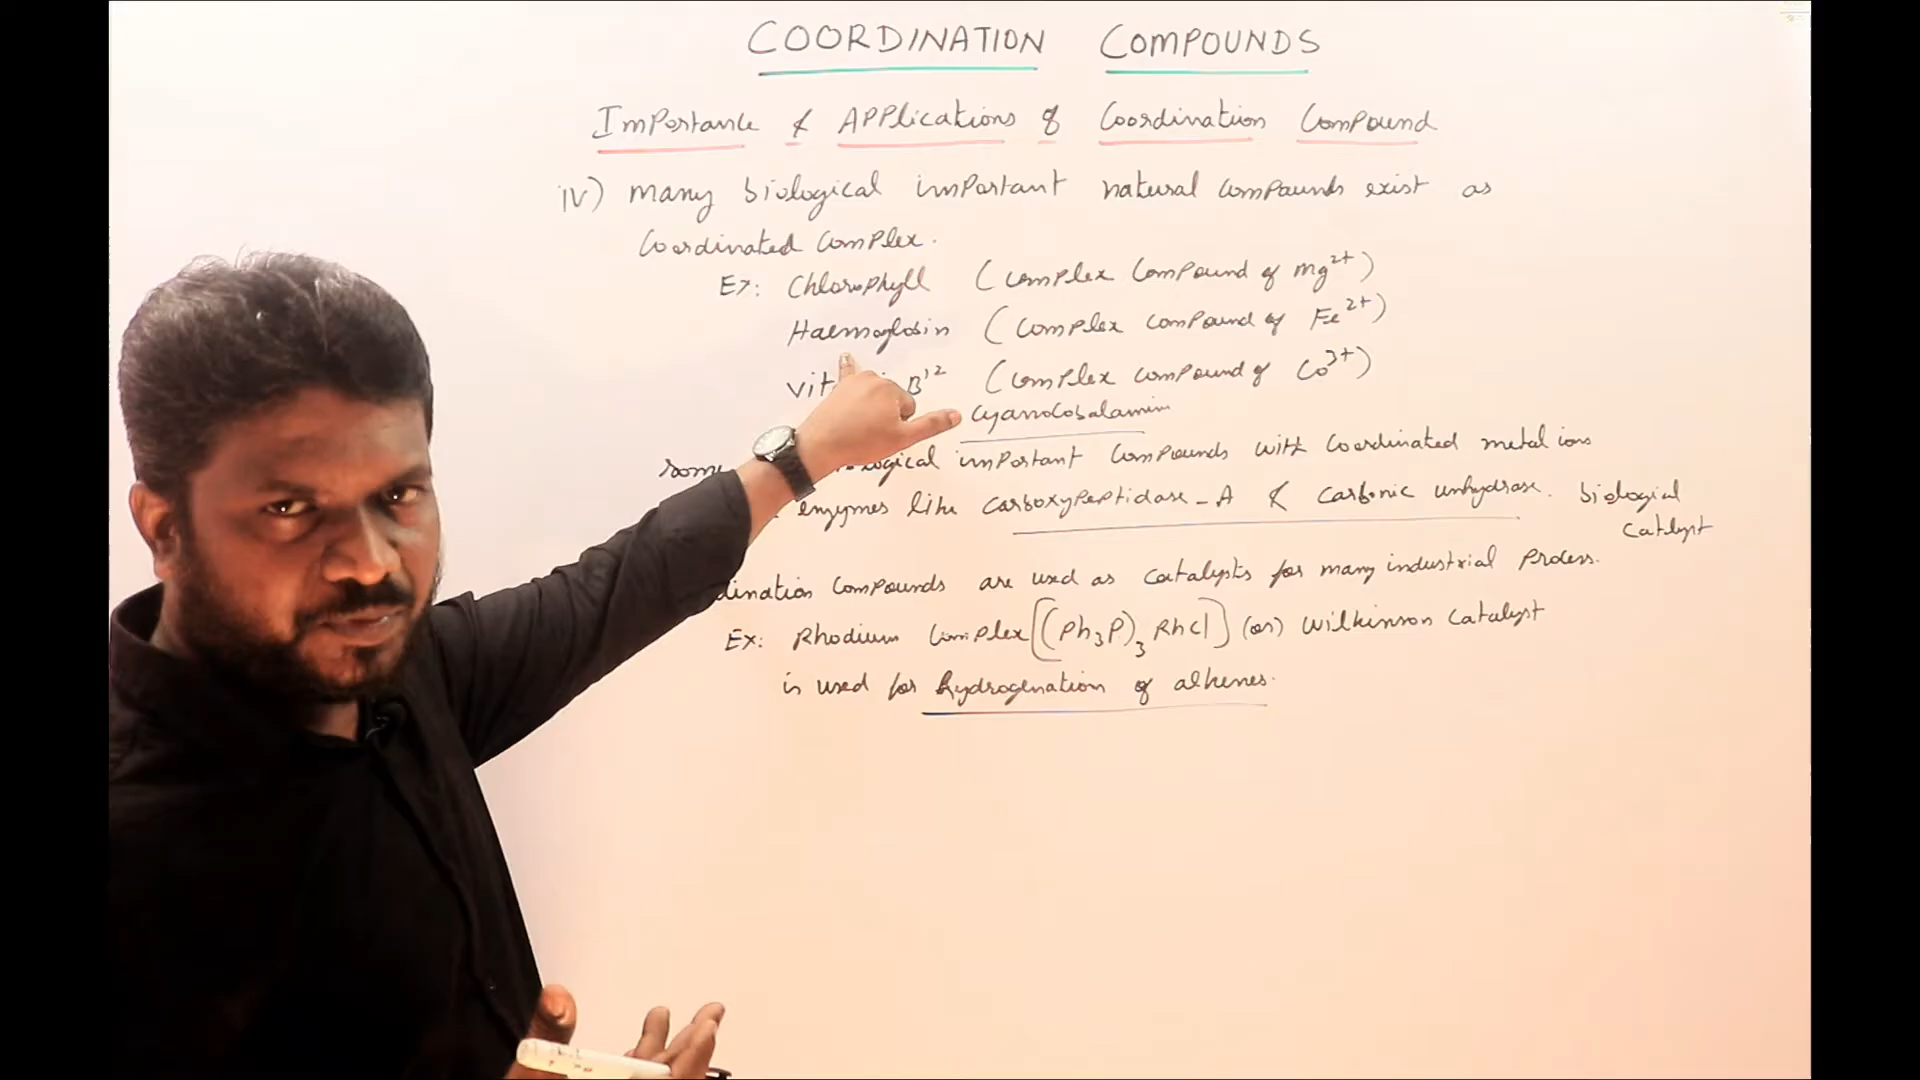 COORDINATION COMPOUNDS
Importance & Applications of Coordination Compound
IV) many biological important natural compounds exist as
Coordinated Complex.
Ex: Chlorophyll (complex compound of Mg2+)
Haemoglobin (complex compound of Fe2+)
vit B12 (complex compound of Co3+)
Cyanocobalamin
some logical important compounds with coordinated metal ions
enzymes like carboxypeptidase-A & carbonic anhydrase. biological
catalyst
dination compounds are used as catalysts for many industrial process.
Ex: Rhodium complex [(Ph3P)3 RhCl] (or) wilkinson catalyst
is used for hydrogenation of alkenes.